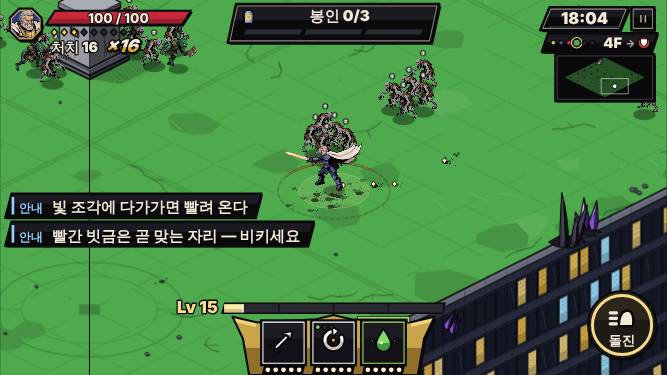 100 / 100
처치 16 ×16
봉인 0/3
18:04
4F
안내 빛 조각에 다가가면 빨려 온다
안내 빨간 빗금은 곧 맞는 자리 — 비키세요
Lv 15
돌진